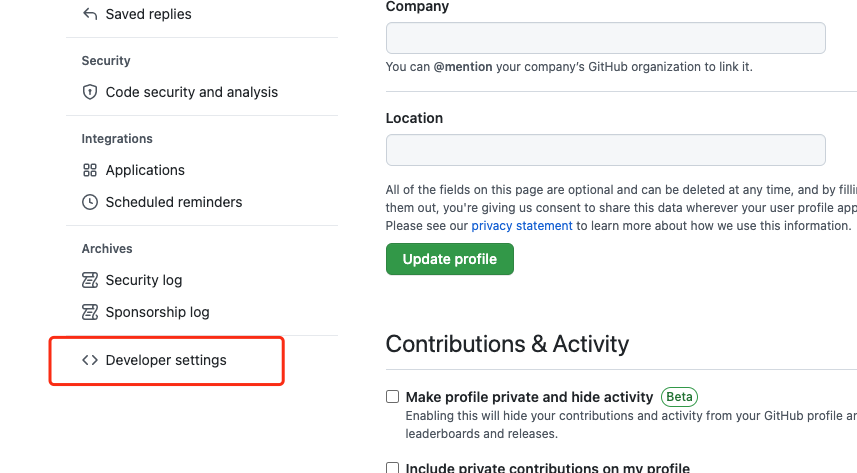 Saved replies
Security
Code security and analysis
Integrations
Applications
Scheduled reminders
Archives
Security log
Sponsorship log
Developer settings
Company
You can @mention your company's GitHub organization to link it.
Location
All of the fields on this page are optional and can be deleted at any time, and by filli
them out, you're giving us consent to share this data wherever your user profile app
Please see our privacy statement to learn more about how we use this information.
Update profile
Contributions & Activity
Make profile private and hide activity Beta
Enabling this will hide your contributions and activity from your GitHub profile an
leaderboards and releases.
Include private contributions on my profile